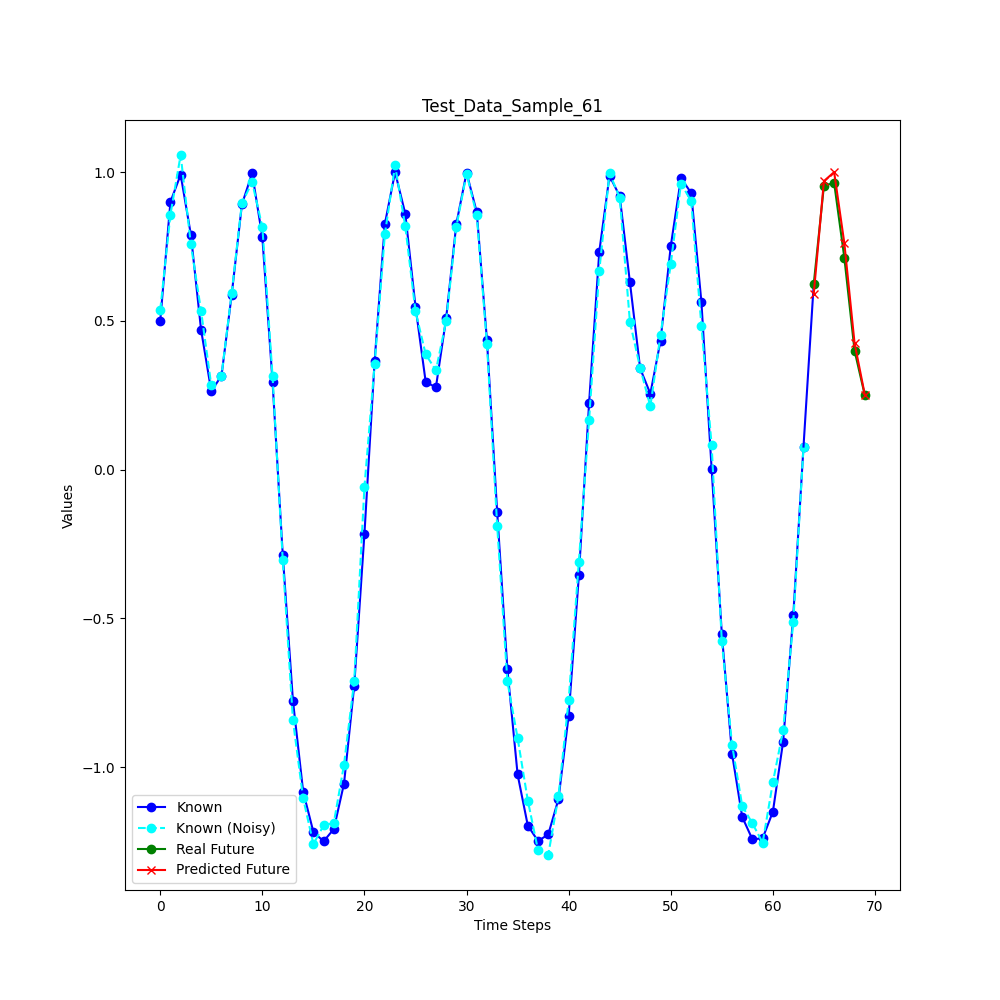 Test_Data_Sample_61
1.0
0.5
0.0
−0.5
−1.0
Values
Known
Known (Noisy)
Real Future
Predicted Future
0 10 20 30 40 50 60 70
Time Steps